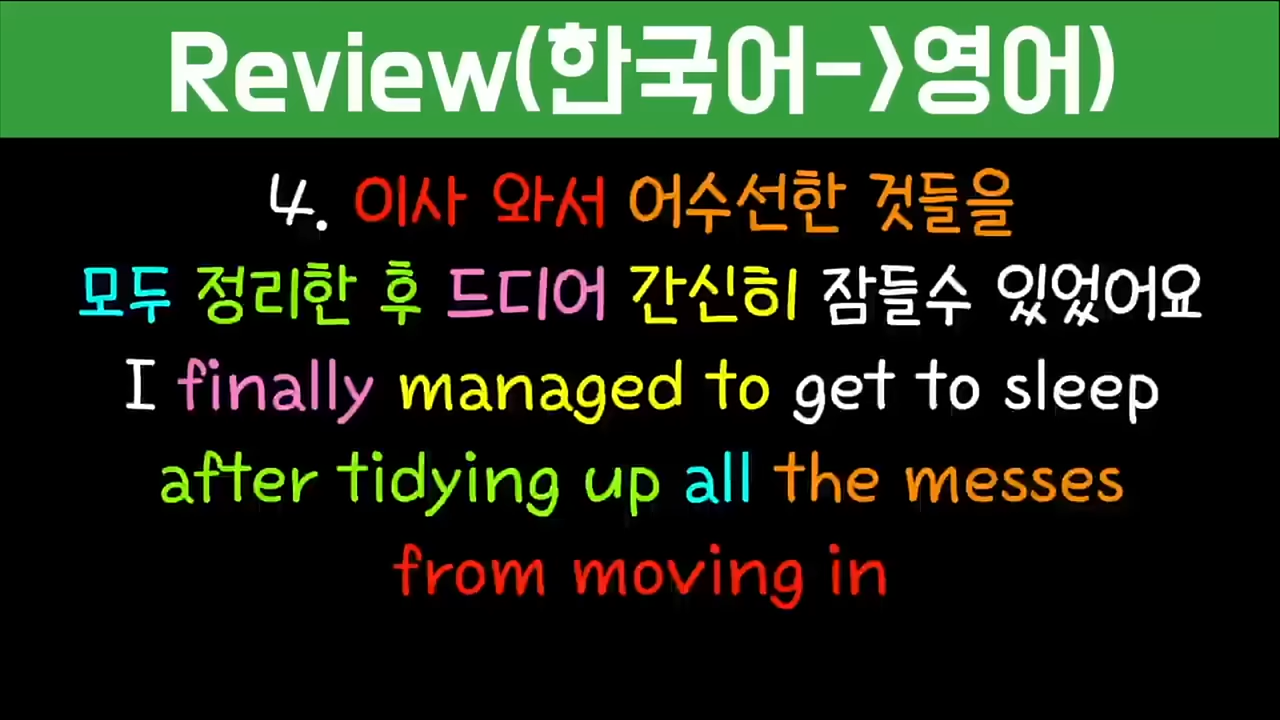 Review(한국어->영어)
4. 이사 와서 어수선한 것들을
모두 정리한 후 드디어 간신히 잠들수 있었어요
I finally managed to get to sleep
after tidying up all the messes
from moving in